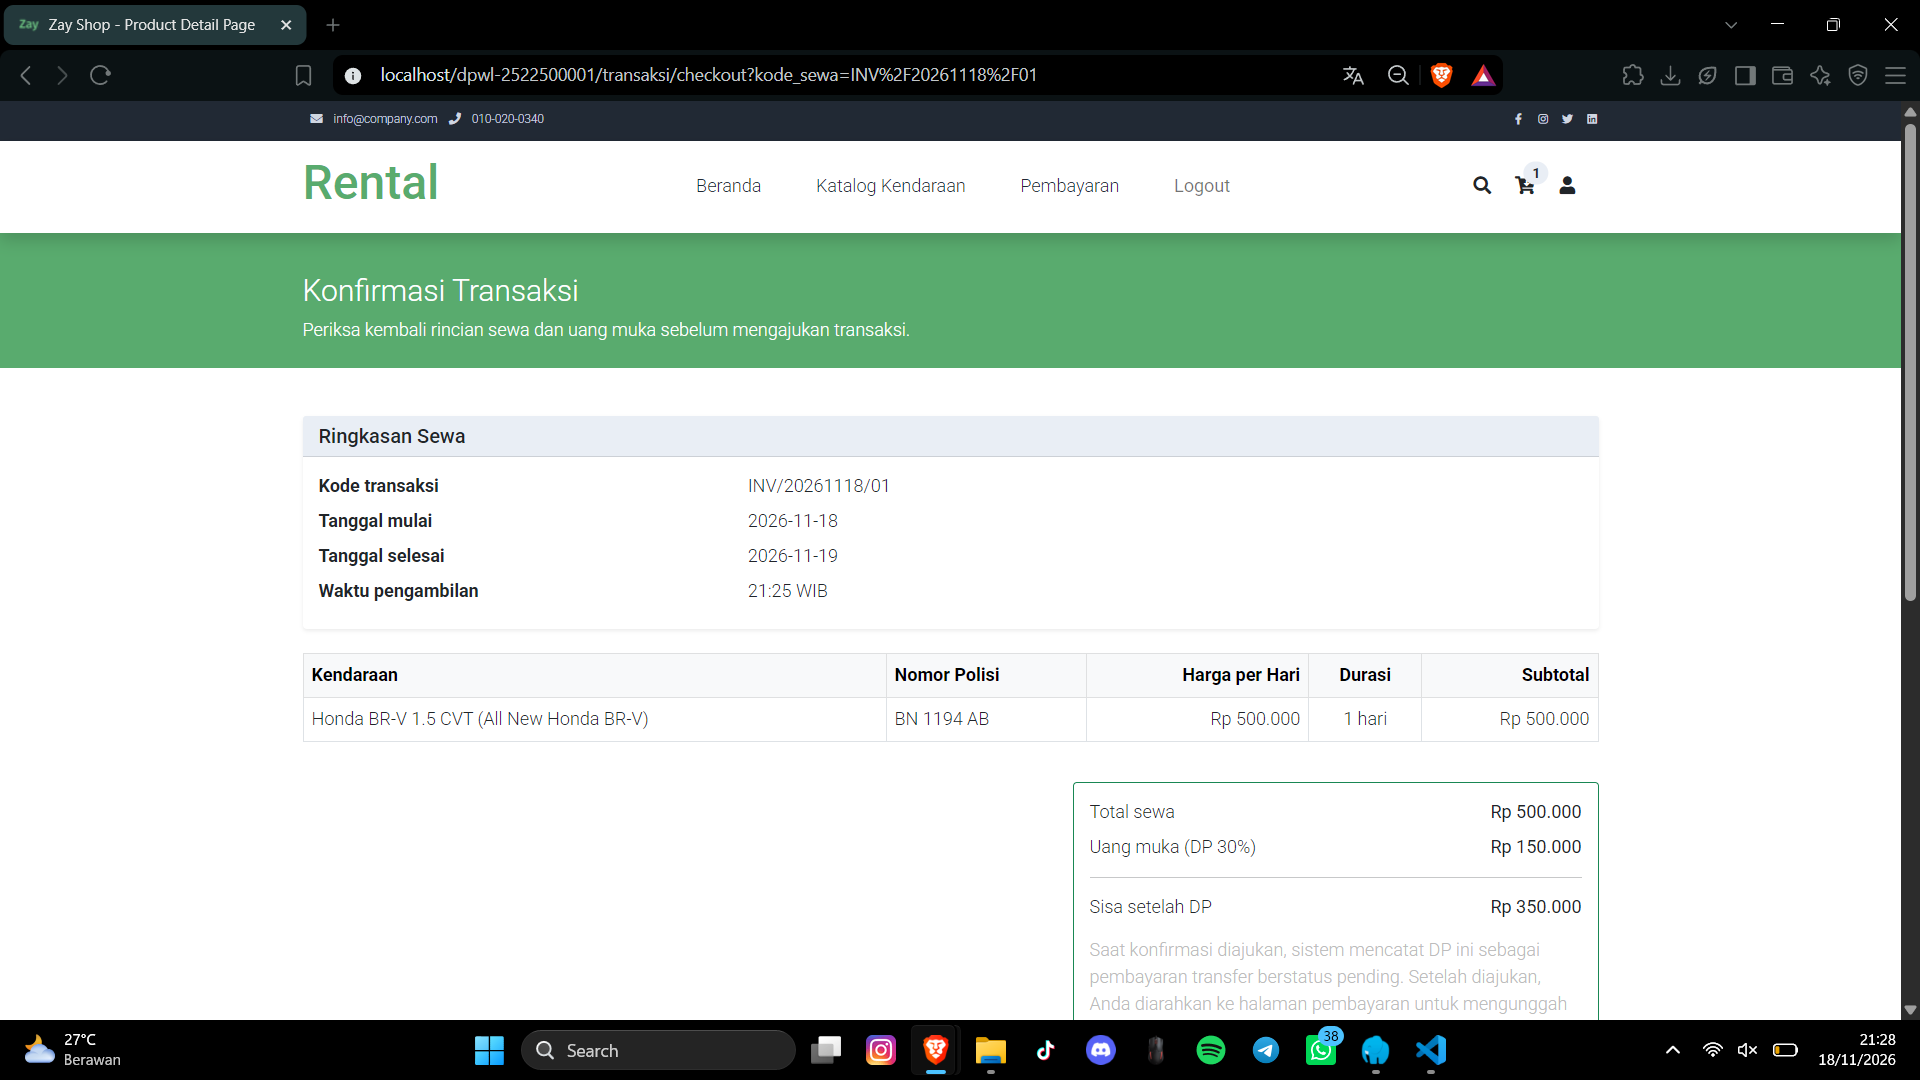 Zay Zay Shop - Product Detail Page
localhost/dpwl-2522500001/transaksi/checkout?kode_sewa=INV%2F20261118%2F01
info@company.com 010-020-0340
Rental
Beranda Katalog Kendaraan Pembayaran Logout
1
Konfirmasi Transaksi
Periksa kembali rincian sewa dan uang muka sebelum mengajukan transaksi.
Ringkasan Sewa
Kode transaksi INV/20261118/01
Tanggal mulai 2026-11-18
Tanggal selesai 2026-11-19
Waktu pengambilan 21:25 WIB
Kendaraan Nomor Polisi Harga per Hari Durasi Subtotal
Honda BR-V 1.5 CVT (All New Honda BR-V) BN 1194 AB Rp 500.000 1 hari Rp 500.000
Total sewa Rp 500.000
Uang muka (DP 30%) Rp 150.000
Sisa setelah DP Rp 350.000
Saat konfirmasi diajukan, sistem mencatat DP ini sebagai
pembayaran transfer berstatus pending. Setelah diajukan,
Anda diarahkan ke halaman pembayaran untuk mengunggah
27°C
Berawan
Search
38
21:28
18/11/2026